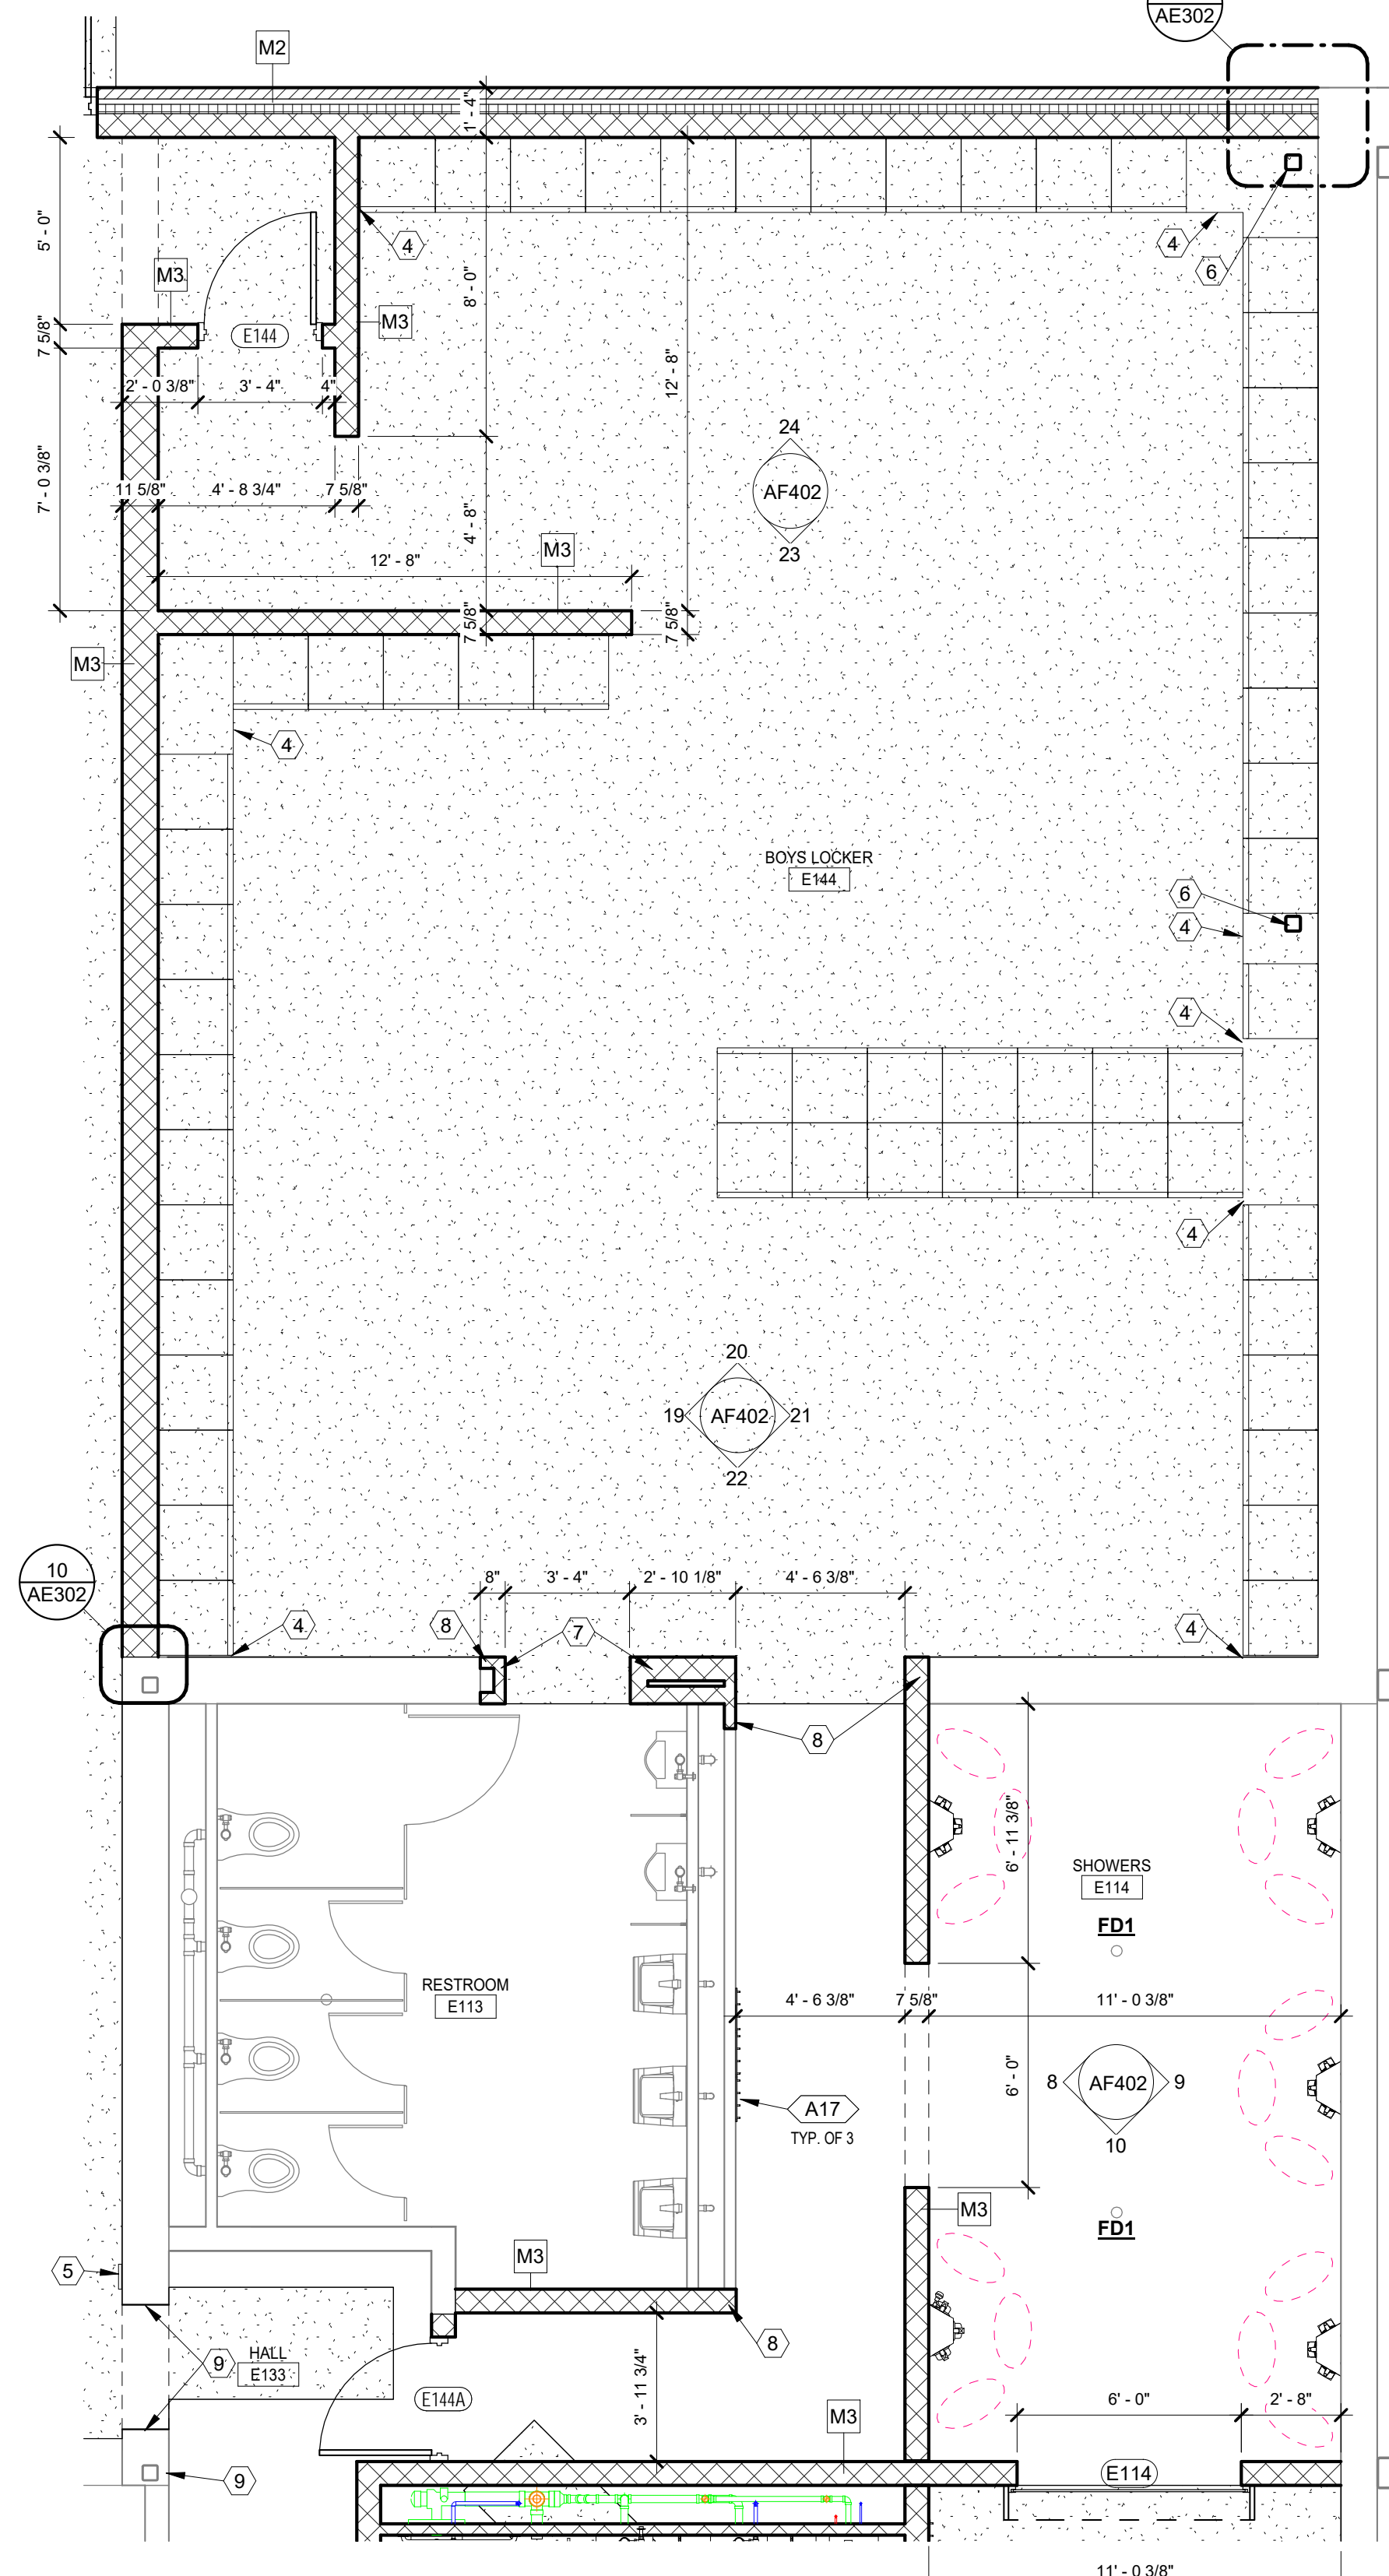 AE302
M2
1' - 4"
5' - 0"
4
4
6
M3
8' - 0"
M3
E144
7 5/8"
12' - 8"
2' - 0 3/8"
3' - 4"
4"
24
AF402
23
7' - 0 3/8"
11 5/8"
4' - 8 3/4"
7 5/8"
4' - 8"
M3
12' - 8"
7 5/8"
7 5/8"
M3
4
BOYS LOCKER
E144
6
4
4
4
20
19
AF402
21
22
10
AE302
8"
3' - 4"
2' - 10 1/8"
4' - 6 3/8"
4
8
7
4
8
6' - 11 3/8"
SHOWERS
E114
FD1
RESTROOM
E113
4' - 6 3/8"
7 5/8"
11' - 0 3/8"
6' - 0"
8
AF402
9
10
A17
TYP. OF 3
M3
FD1
M3
5
8
HALL
E133
9
E144A
3' - 11 3/4"
6' - 0"
2' - 8"
M3
E114
9
11' - 0 3/8"